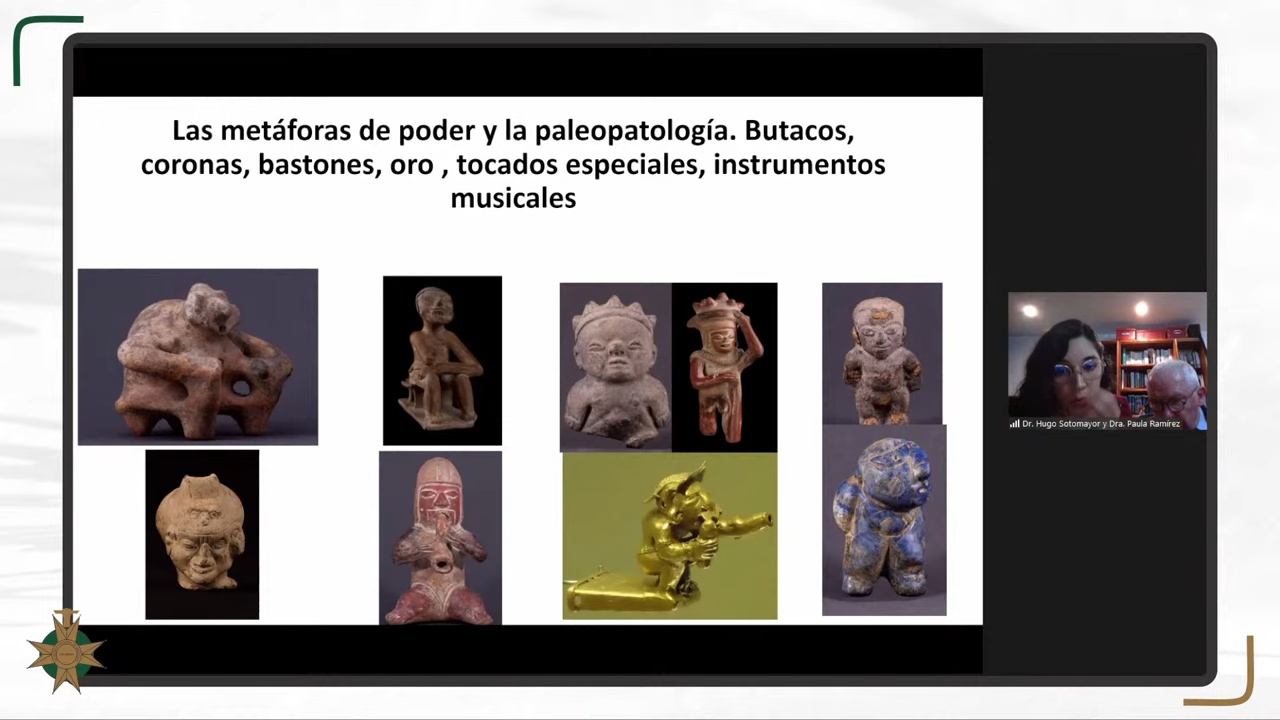 Las metáforas de poder y la paleopatología. Butacos,
coronas, bastones, oro , tocados especiales, instrumentos
musicales
Dr. Hugo Sotomayor y Dra. Paula Ramírez